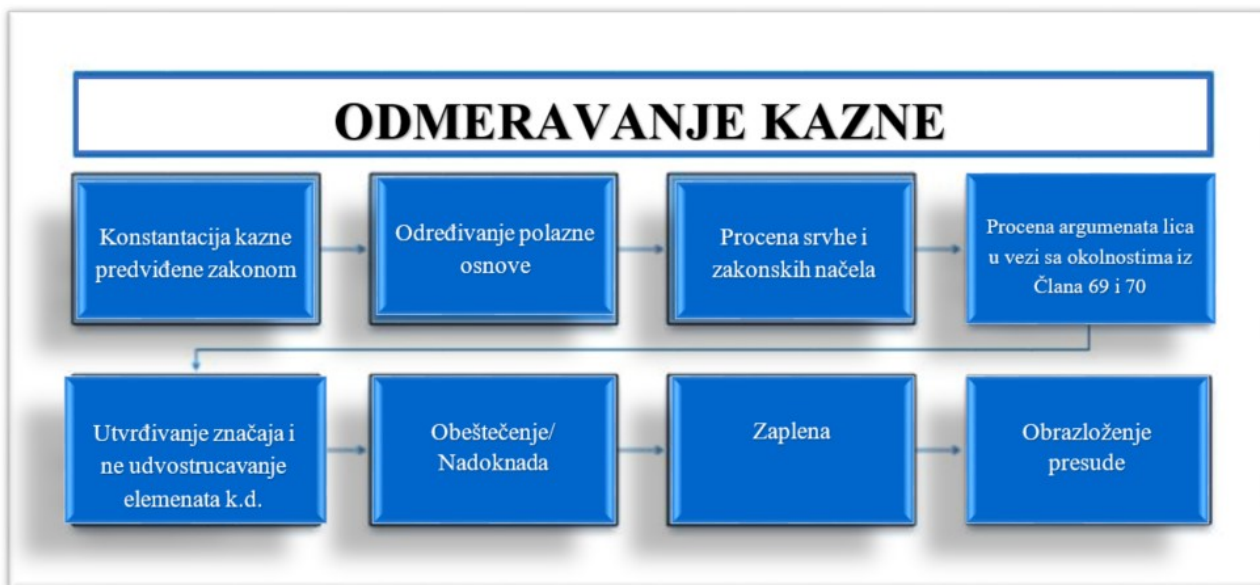 ODMERAVANJE KAZNE
Konstantacija kazne
predviđene zakonom
Određivanje polazne
osnove
Procena srvhe i
zakonskih načela
Procena argumenata lica
u vezi sa okolnostima iz
Člana 69 i 70
Utvrđivanje značaja i
ne udvostrucavanje
elemenata k.d.
Obeštečenje/
Nadoknada
Zaplena
Obrazloženje
presude